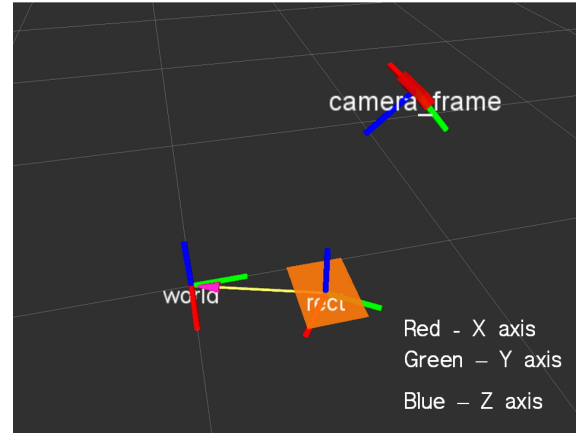 camera_frame
world
rect
Red - X axis
Green – Y axis
Blue – Z axis